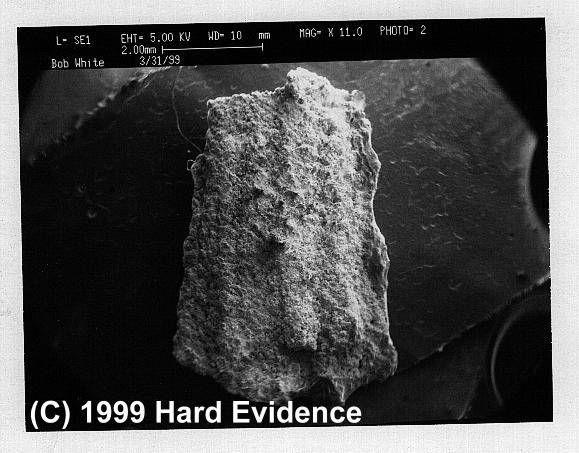 L= SE1 EHT= 5.00 KV WD= 10 mm MAG= X 11.0 PHOTO= 2
2.00mm
Bob White 3/31/99
(C) 1999 Hard Evidence